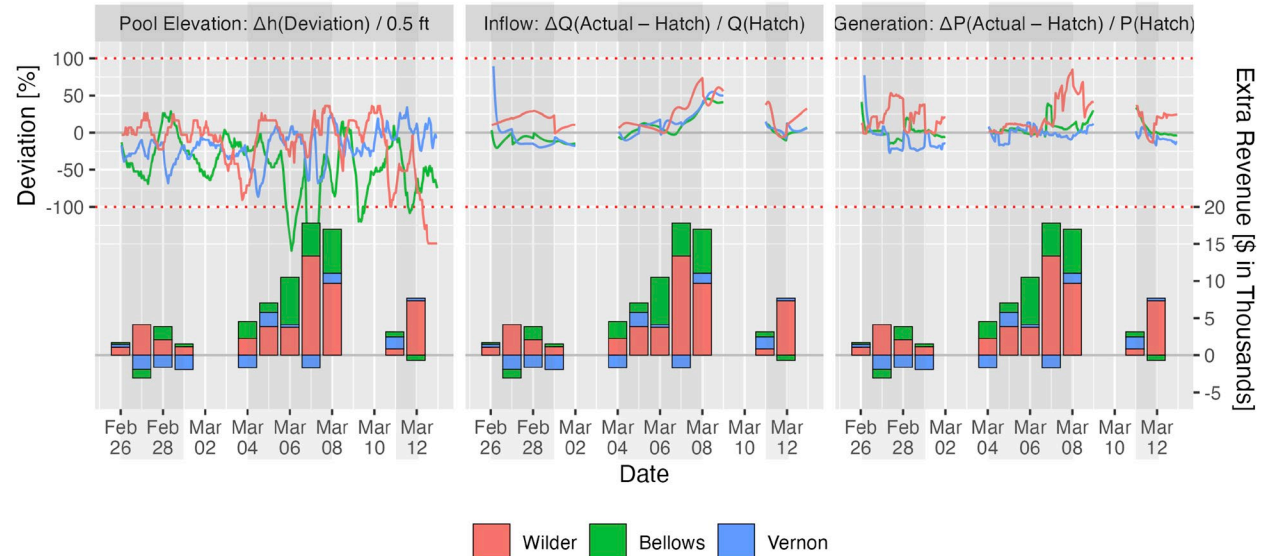 Pool Elevation: Δh(Deviation) / 0.5 ft
Inflow: ΔQ(Actual – Hatch) / Q(Hatch)
Generation: ΔP(Actual – Hatch) / P(Hatch)
Deviation [%]
100
50
0
-50
-100
20
15
10
5
0
-5
Extra Revenue [$ in Thousands]
Feb 26
Feb 28
Mar 02
Mar 04
Mar 06
Mar 08
Mar 10
Mar 12
Feb 26
Feb 28
Mar 02
Mar 04
Mar 06
Mar 08
Mar 10
Mar 12
Feb 26
Feb 28
Mar 02
Mar 04
Mar 06
Mar 08
Mar 10
Mar 12
Date
Wilder
Bellows
Vernon